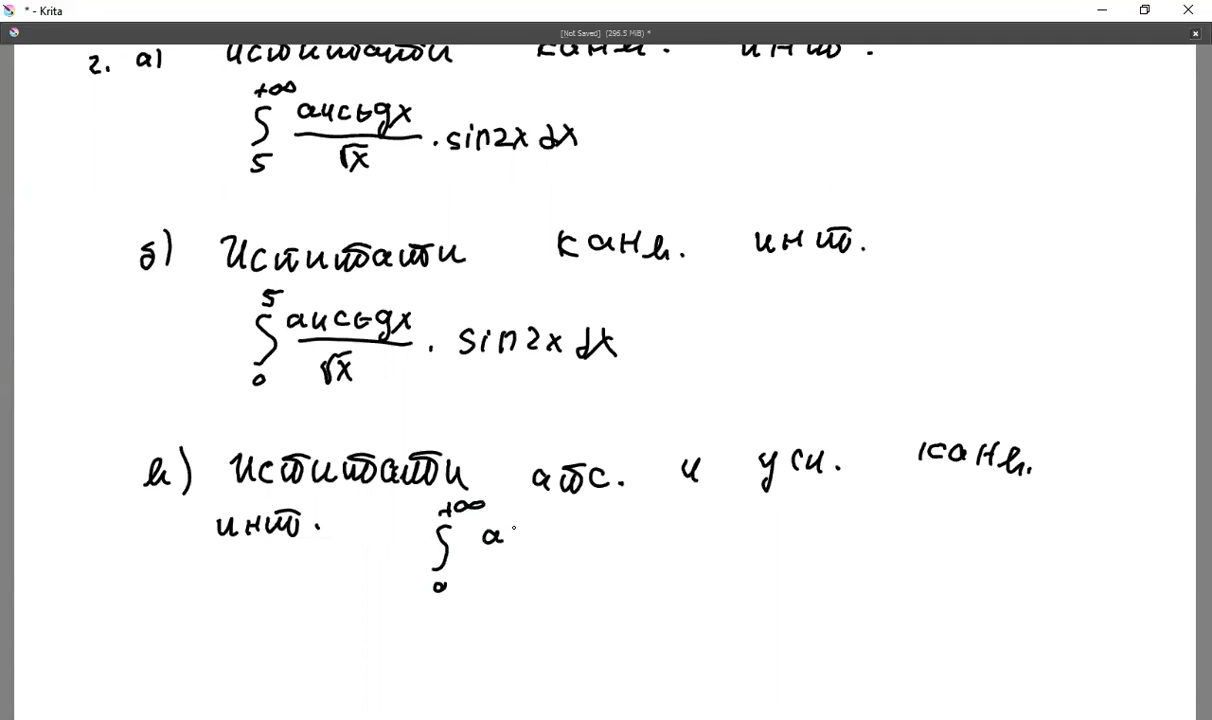 * - Krita
[Not Saved] (296.5 MiB) *
2. а) Испитати конв. инт.
+∞ ∫ 5 arctgx / √x · sin2x dx
б) Испитати конв. инт.
5 ∫ 0 arctgx / √x · sin2x dx
в) Испитати апс. и усл. конв.
инт. +∞ ∫ 0 a